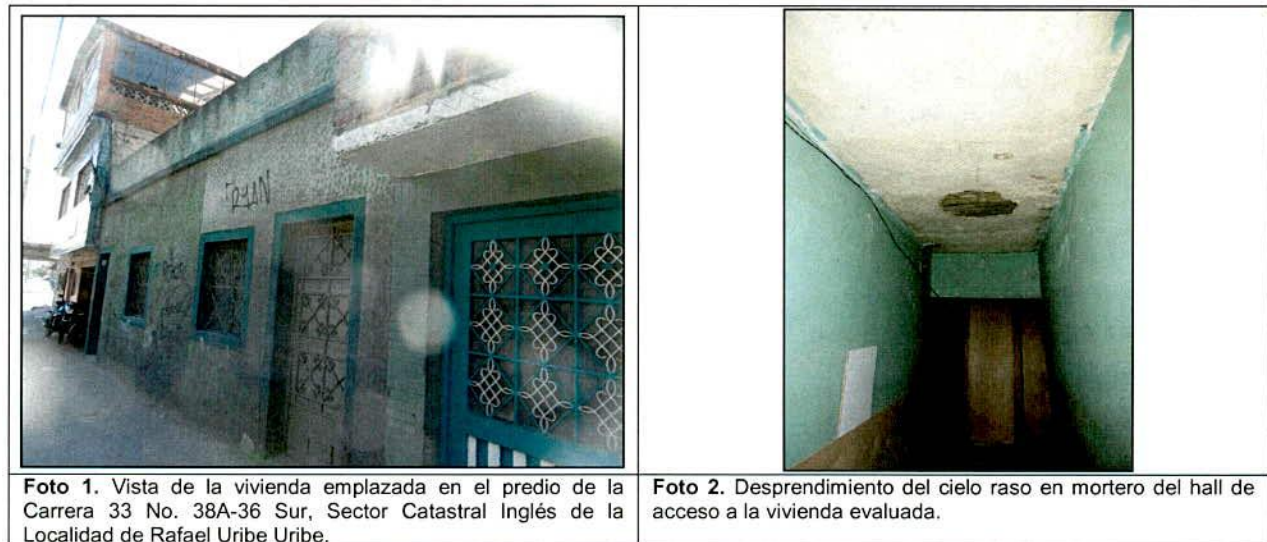 Foto 1. Vista de la vivienda emplazada en el predio de la
Carrera 33 No. 38A-36 Sur, Sector Catastral Inglés de la
Localidad de Rafael Uribe Uribe.
Foto 2. Desprendimiento del cielo raso en mortero del hall de
acceso a la vivienda evaluada.